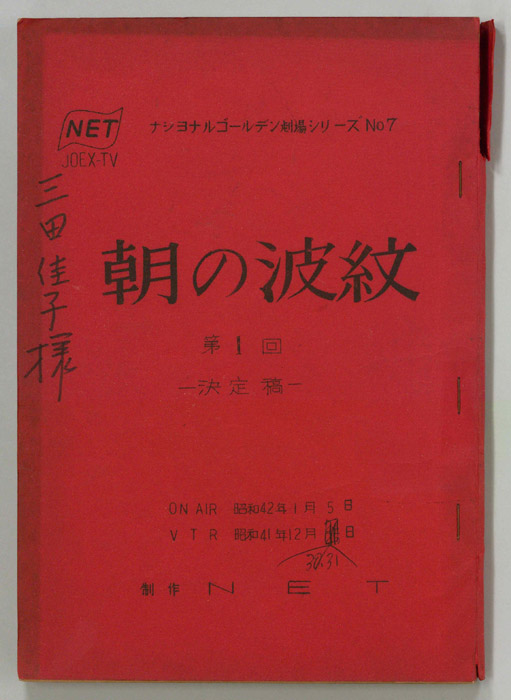 NET
JOEX-TV
ナショナルゴールデン劇場シリーズ No7
三田佳子様
朝の波紋
第1回
―決定稿―
ON AIR 昭和42年1月5日
VTR 昭和41年12月 日
30.31
制作 NET